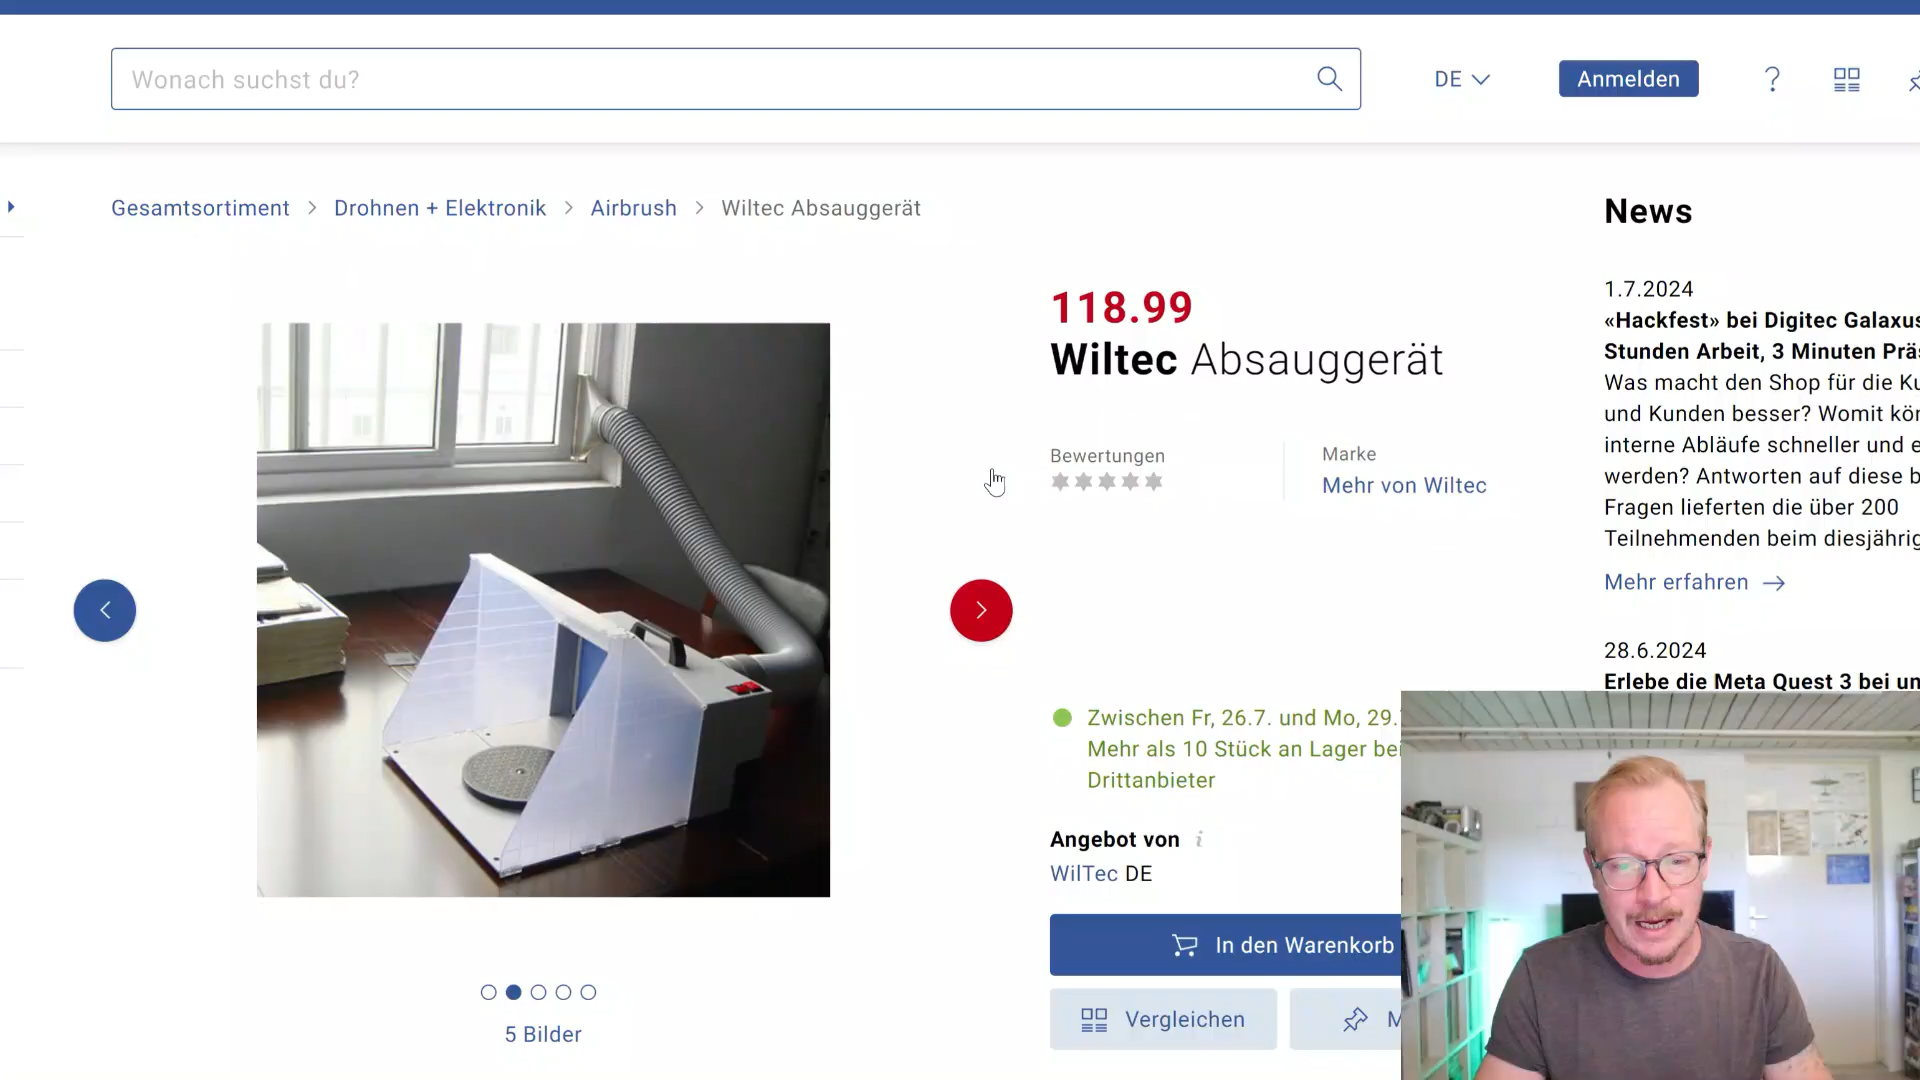 Wonach suchst du?
DE
Anmelden
?
Gesamtsortiment > Drohnen + Elektronik > Airbrush > Wiltec Absauggerät
118.99
Wiltec Absauggerät
Bewertungen
Marke
Mehr von Wiltec
Zwischen Fr, 26.7. und Mo, 29.
Mehr als 10 Stück an Lager bei
Drittanbieter
Angebot von i
WilTec DE
In den Warenkorb
Vergleichen
M
5 Bilder
News
1.7.2024
«Hackfest» bei Digitec Galaxus
Stunden Arbeit, 3 Minuten Prä
Was macht den Shop für die Ku
und Kunden besser? Womit kön
interne Abläufe schneller und e
werden? Antworten auf diese b
Fragen lieferten die über 200
Teilnehmenden beim diesjährig
Mehr erfahren
28.6.2024
Erlebe die Meta Quest 3 bei un